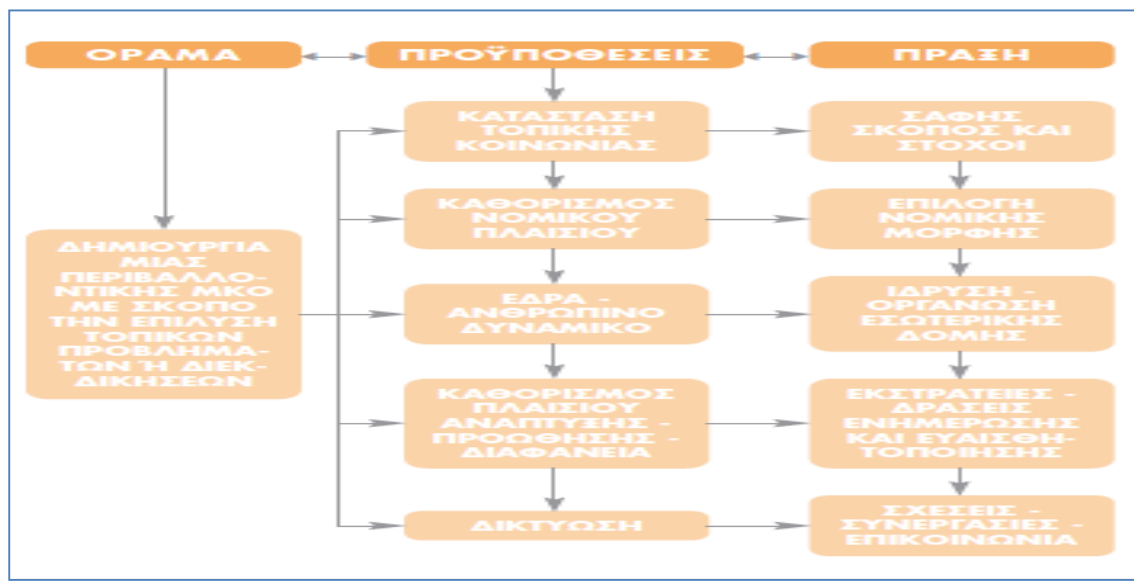 ΟΡΑΜΑ
ΠΡΟΫΠΟΘΕΣΕΙΣ
ΠΡΑΞΗ
ΔΗΜΙΟΥΡΓΙΑ
ΜΙΑΣ
ΠΕΡΙΒΑΛΛΟ-
ΝΤΙΚΗΣ ΜΚΟ
ΜΕ ΣΚΟΠΟ
ΤΗΝ ΕΠΙΛΥΣΗ
ΤΟΠΙΚΩΝ
ΠΡΟΒΛΗΜΑ-
ΤΩΝ Ή ΔΙΕΚ-
ΔΙΚΗΣΕΩΝ
ΚΑΤΑΣΤΑΣΗ
ΤΟΠΙΚΗΣ
ΚΟΙΝΩΝΙΑΣ
ΚΑΘΟΡΙΣΜΟΣ
ΝΟΜΙΚΟΥ
ΠΛΑΙΣΙΟΥ
ΕΔΡΑ -
ΑΝΘΡΩΠΙΝΟ
ΔΥΝΑΜΙΚΟ
ΚΑΘΟΡΙΣΜΟΣ
ΠΛΑΙΣΙΟΥ
ΑΝΑΠΤΥΞΗΣ -
ΠΡΟΩΘΗΣΗΣ -
ΔΙΑΦΑΝΕΙΑ
ΔΙΚΤΥΩΣΗ
ΣΑΦΗΣ
ΣΚΟΠΟΣ ΚΑΙ
ΣΤΟΧΟΙ
ΕΠΙΛΟΓΗ
ΝΟΜΙΚΗΣ
ΜΟΡΦΗΣ
ΙΔΡΥΣΗ -
ΟΡΓΑΝΩΣΗ
ΕΣΩΤΕΡΙΚΗΣ
ΔΟΜΗΣ
ΕΚΣΤΡΑΤΕΙΕΣ -
ΔΡΑΣΕΙΣ
ΕΝΗΜΕΡΩΣΗΣ
ΚΑΙ ΕΥΑΙΣΘΗ-
ΤΟΠΟΙΗΣΗΣ
ΣΧΕΣΕΙΣ -
ΣΥΝΕΡΓΑΣΙΕΣ -
ΕΠΙΚΟΙΝΩΝΙΑ